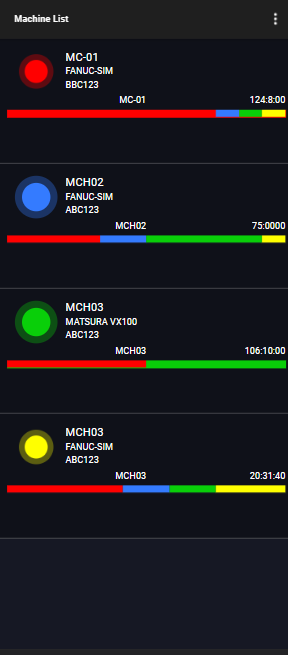 Machine List
MC-01
FANUC-SIM
BBC123
MC-01 124:8:00
MCH02
FANUC-SIM
ABC123
MCH02 75:0000
MCH03
MATSURA VX100
ABC123
MCH03 106:10:00
MCH03
FANUC-SIM
ABC123
MCH03 20:31:40